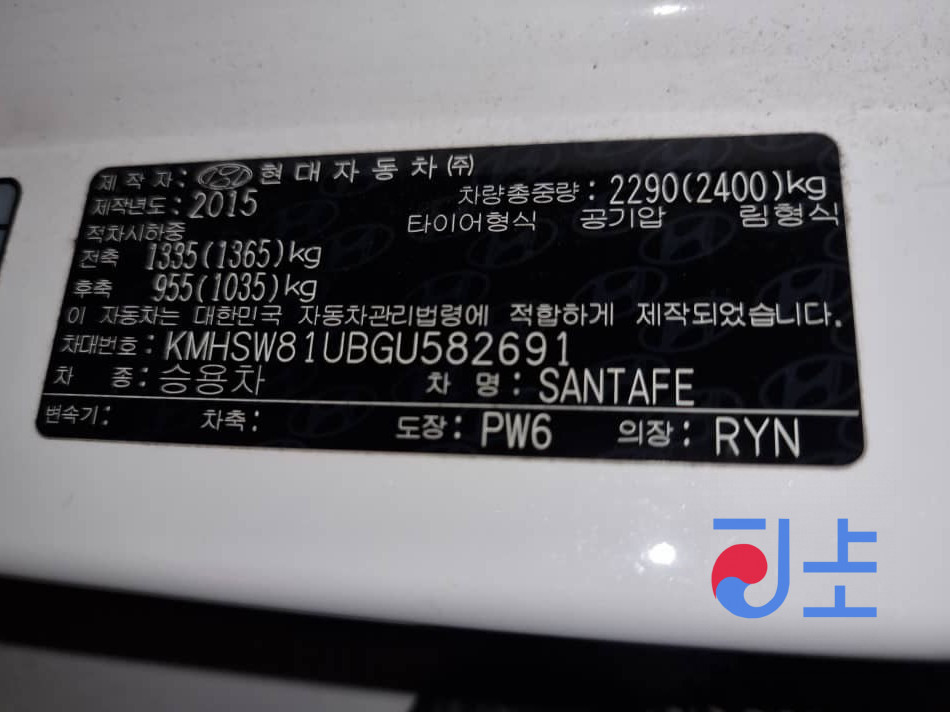 제 작 자 : 현 대 자 동 차 ㈜
제작년도 : 2015 차량총중량 : 2290(2400)kg
적차시하중 타이어형식 공기압 림형식
전축 1335(1365)kg
후축 955(1035)kg
이 자동차는 대한민국 자동차관리법령에 적합하게 제작되었습니다.
차대번호 : KMHSW81UBGU582691
차 종 : 승용차 차 명 : SANTAFE
변속기 : 차축 : 도장 : PW6 의장 : RYN